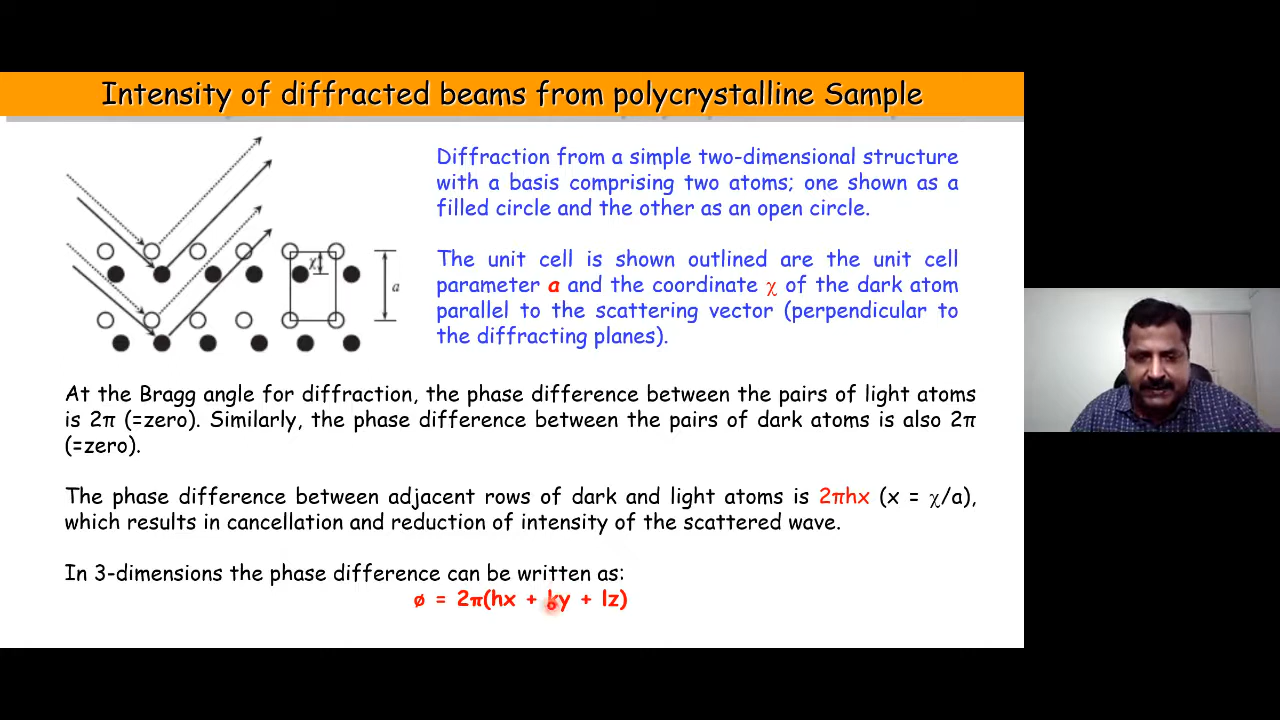 Intensity of diffracted beams from polycrystalline Sample
Diffraction from a simple two-dimensional structure
with a basis comprising two atoms; one shown as a
filled circle and the other as an open circle.
The unit cell is shown outlined are the unit cell
parameter a and the coordinate χ of the dark atom
parallel to the scattering vector (perpendicular to
the diffracting planes).
χ
a
At the Bragg angle for diffraction, the phase difference between the pairs of light atoms
is 2π (=zero). Similarly, the phase difference between the pairs of dark atoms is also 2π
(=zero).
The phase difference between adjacent rows of dark and light atoms is 2πhx (x = χ/a),
which results in cancellation and reduction of intensity of the scattered wave.
In 3-dimensions the phase difference can be written as:
ø = 2π(hx + ky + lz)